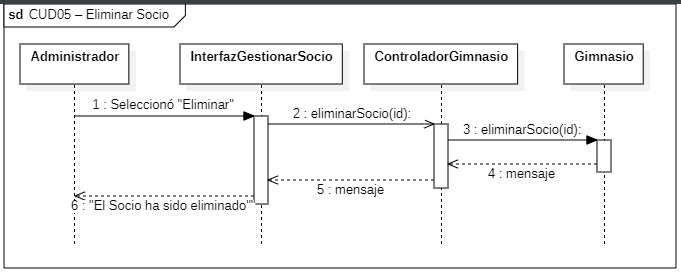 sd CUD05 – Eliminar Socio
Administrador
InterfazGestionarSocio
ControladorGimnasio
Gimnasio
1 : Seleccionó "Eliminar"
2 : eliminarSocio(id):
3 : eliminarSocio(id):
4 : mensaje
5 : mensaje
6 : "El Socio ha sido eliminado""